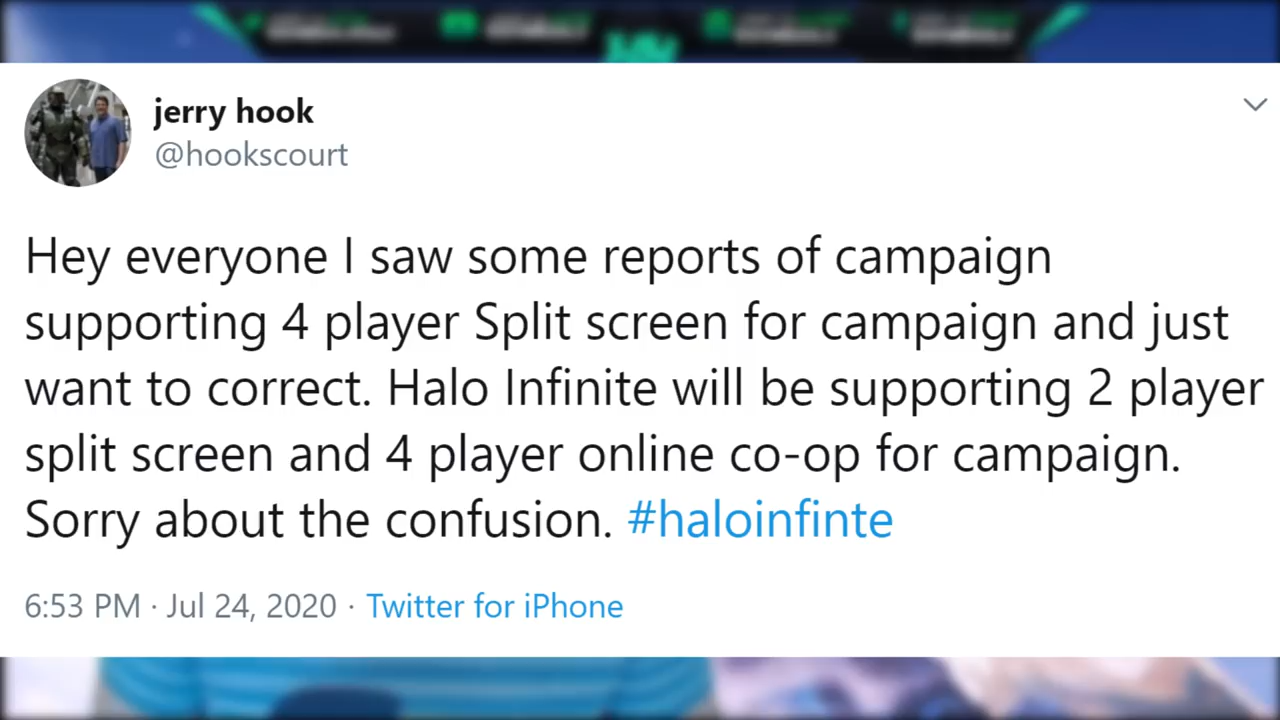 jerry hook
@hookscourt
Hey everyone I saw some reports of campaign
supporting 4 player Split screen for campaign and just
want to correct. Halo Infinite will be supporting 2 player
split screen and 4 player online co-op for campaign.
Sorry about the confusion. #haloinfinte
6:53 PM · Jul 24, 2020 · Twitter for iPhone